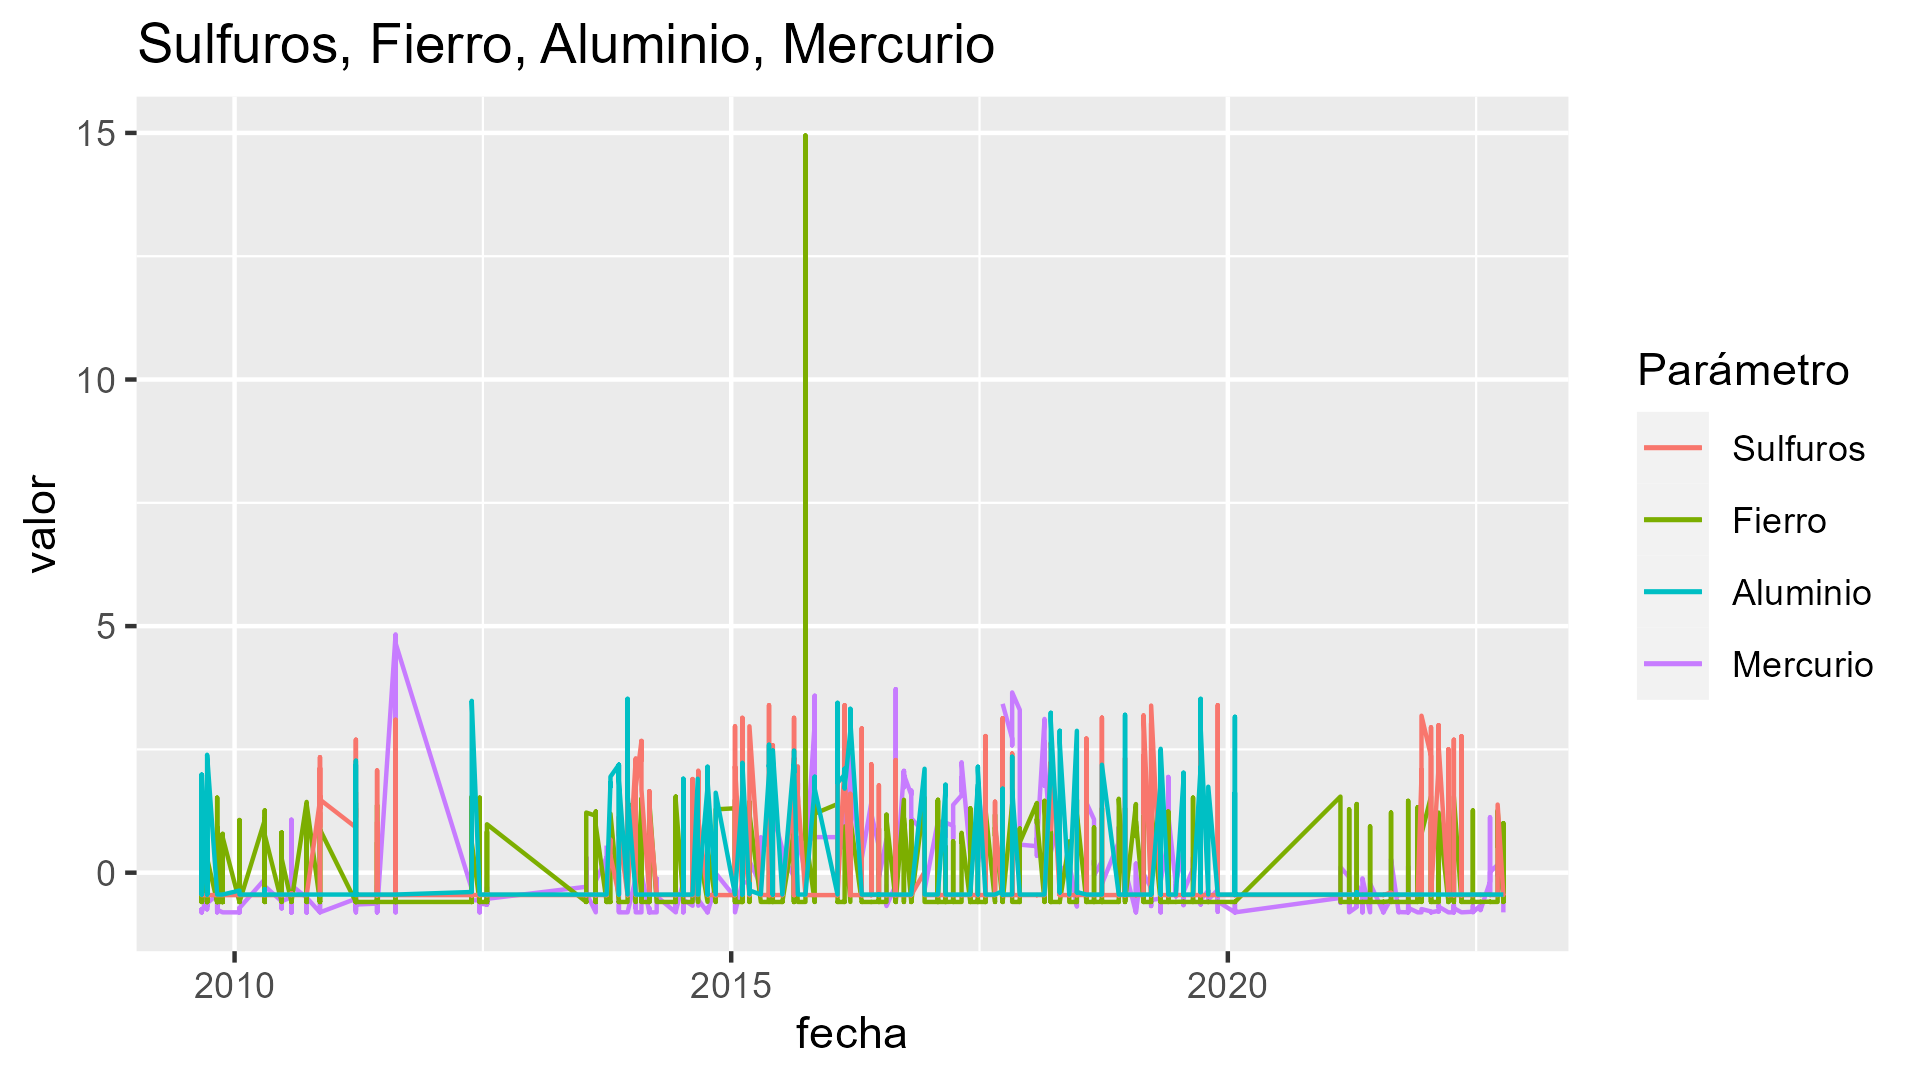 Sulfuros, Fierro, Aluminio, Mercurio
15
10
5
0
valor
2010
2015
2020
fecha
Parámetro
Sulfuros
Fierro
Aluminio
Mercurio